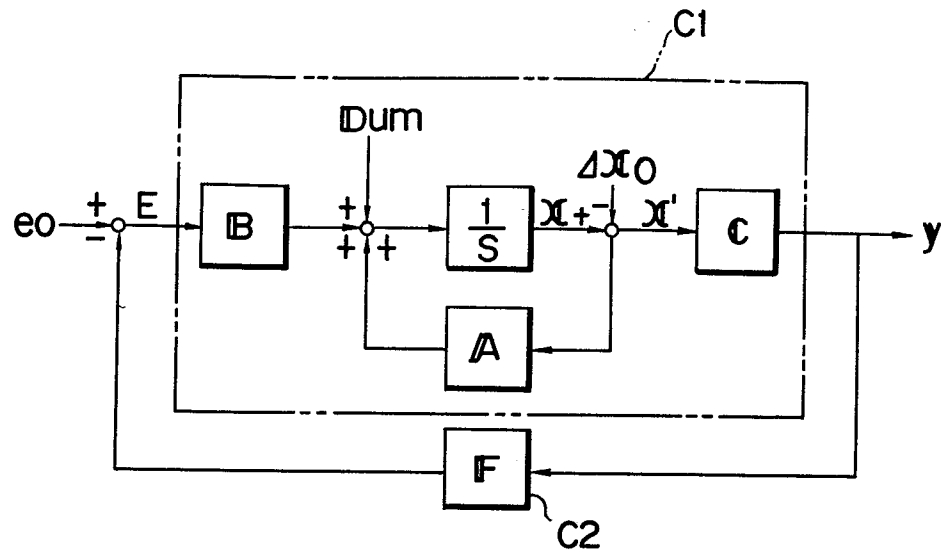 C1
Dum
ΔX0
+ E B + 1/S X + − X' C
eo − + + y
A
F
C2